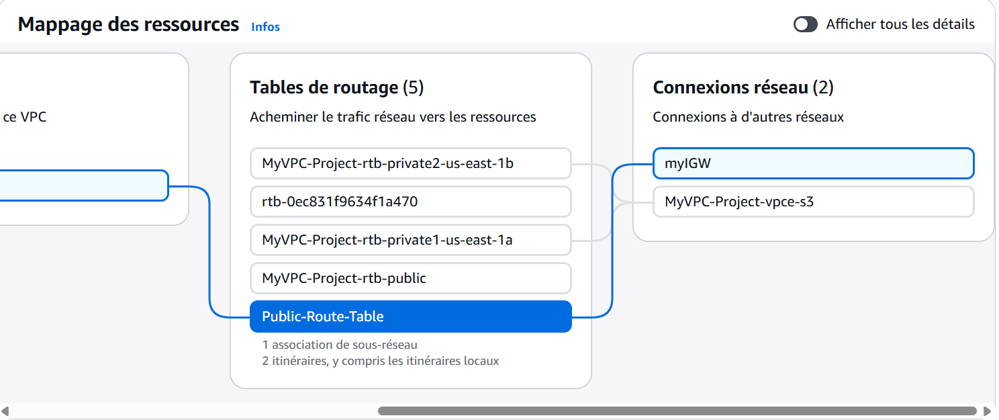 Mappage des ressources Infos
Afficher tous les détails
ce VPC
Tables de routage (5)
Acheminer le trafic réseau vers les ressources
MyVPC-Project-rtb-private2-us-east-1b
rtb-0ec831f9634f1a470
MyVPC-Project-rtb-private1-us-east-1a
MyVPC-Project-rtb-public
Public-Route-Table
1 association de sous-réseau
2 itinéraires, y compris les itinéraires locaux
Connexions réseau (2)
Connexions à d'autres réseaux
myIGW
MyVPC-Project-vpce-s3